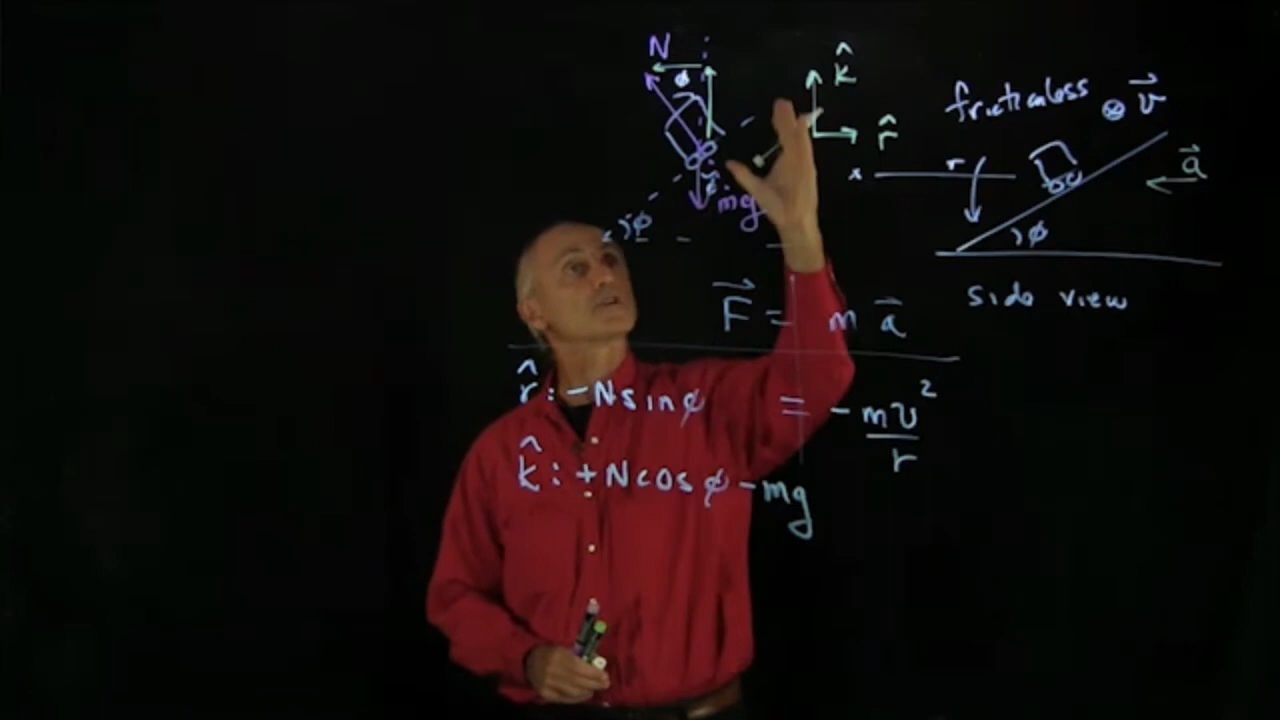 N
φ
k̂
r̂
mg
φ
φ
frictionless
⊗ v⃗
x r
a⃗
φ
side view
F⃗ = m a⃗
r̂: -N sin φ = - mv²/r
k̂: + N cos φ - mg